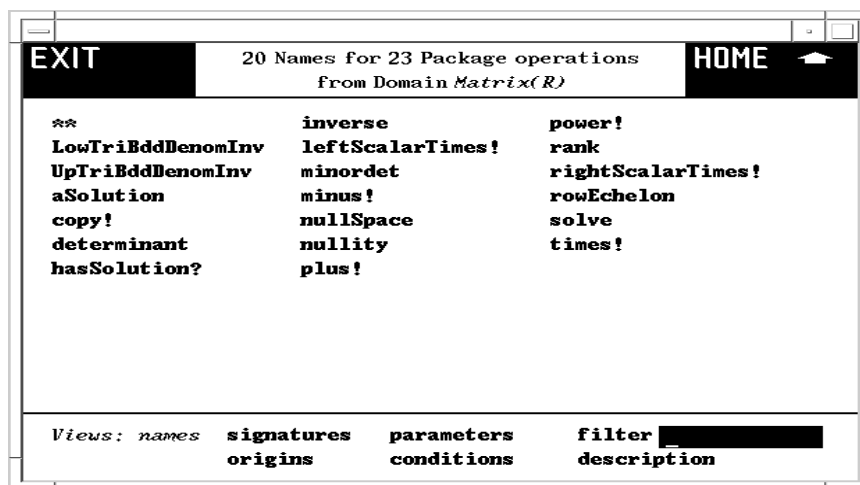 EXIT 20 Names for 23 Package operations HOME
from Domain Matrix(R)
** inverse power!
LowTriBddDenomInv leftScalarTimes! rank
UpTriBddDenomInv minordet rightScalarTimes!
aSolution minus! rowEchelon
copy! nullSpace solve
determinant nullity times!
hasSolution? plus!
Views: names signatures parameters filter _
origins conditions description